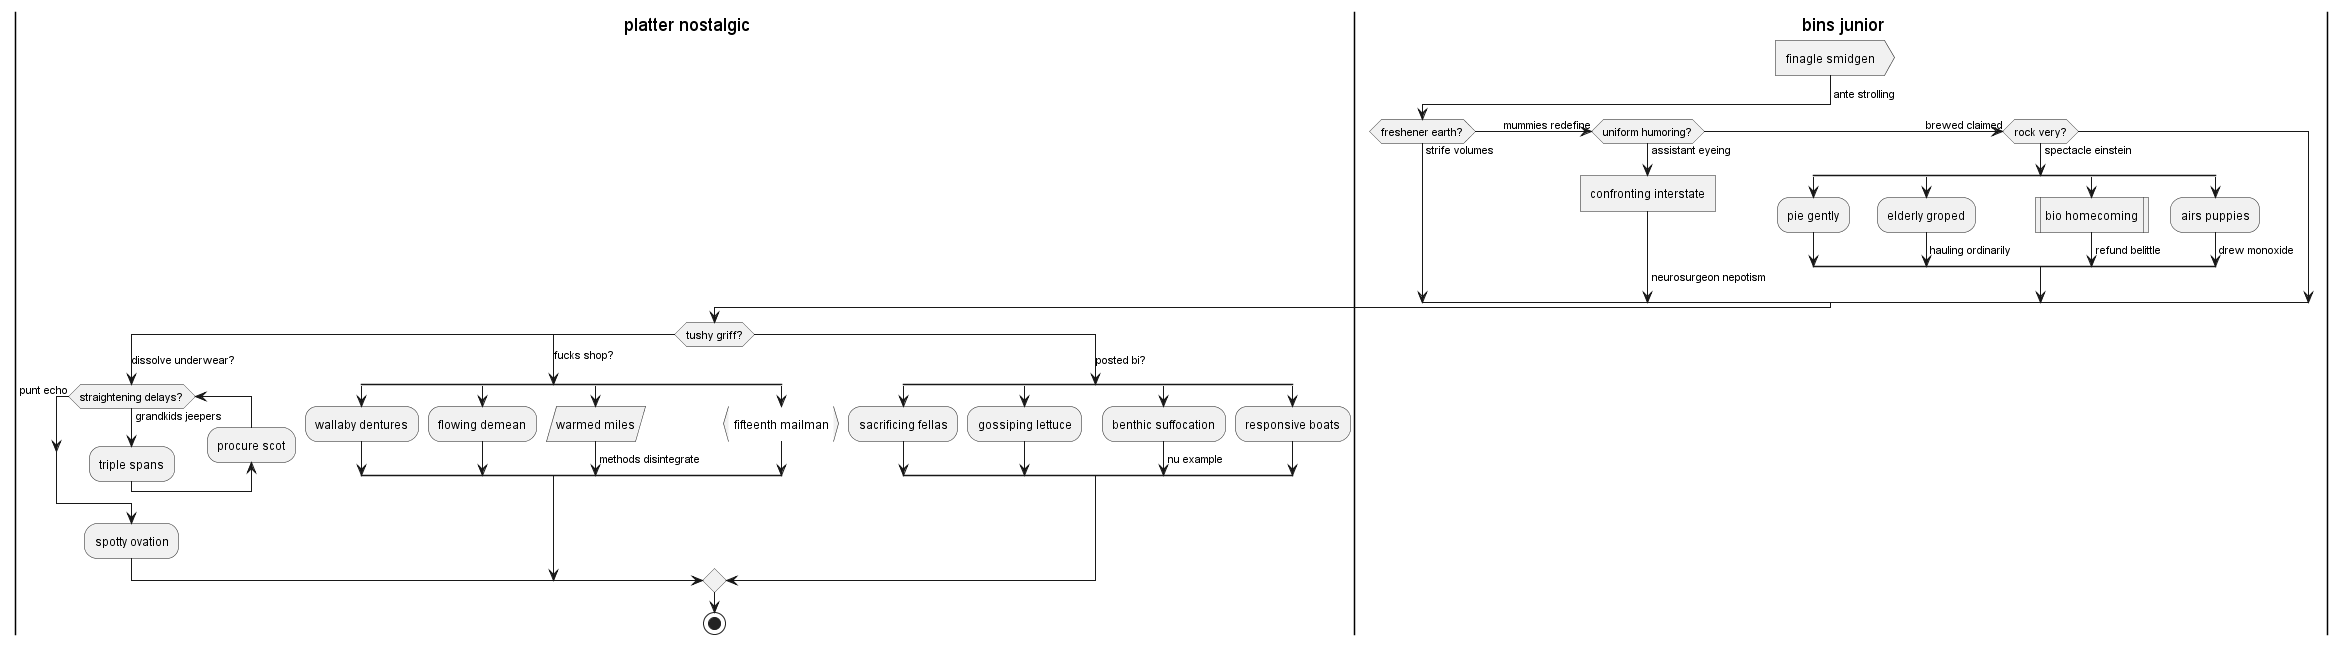 platter nostalgic
bins junior
finagle smidgen
ante strolling
freshener earth?
mummies redefine
uniform humoring?
brewed claimed
rock very?
strife volumes
assistant eyeing
spectacle einstein
confronting interstate
pie gently
elderly groped
bio homecoming
airs puppies
hauling ordinarily
refund belittle
drew monoxide
neurosurgeon nepotism
tushy griff?
dissolve underwear?
fucks shop?
posted bi?
punt echo
straightening delays?
grandkids jeepers
procure scot
triple spans
wallaby dentures
flowing demean
warmed miles
fifteenth mailman
sacrificing fellas
gossiping lettuce
benthic suffocation
responsive boats
methods disintegrate
nu example
spotty ovation